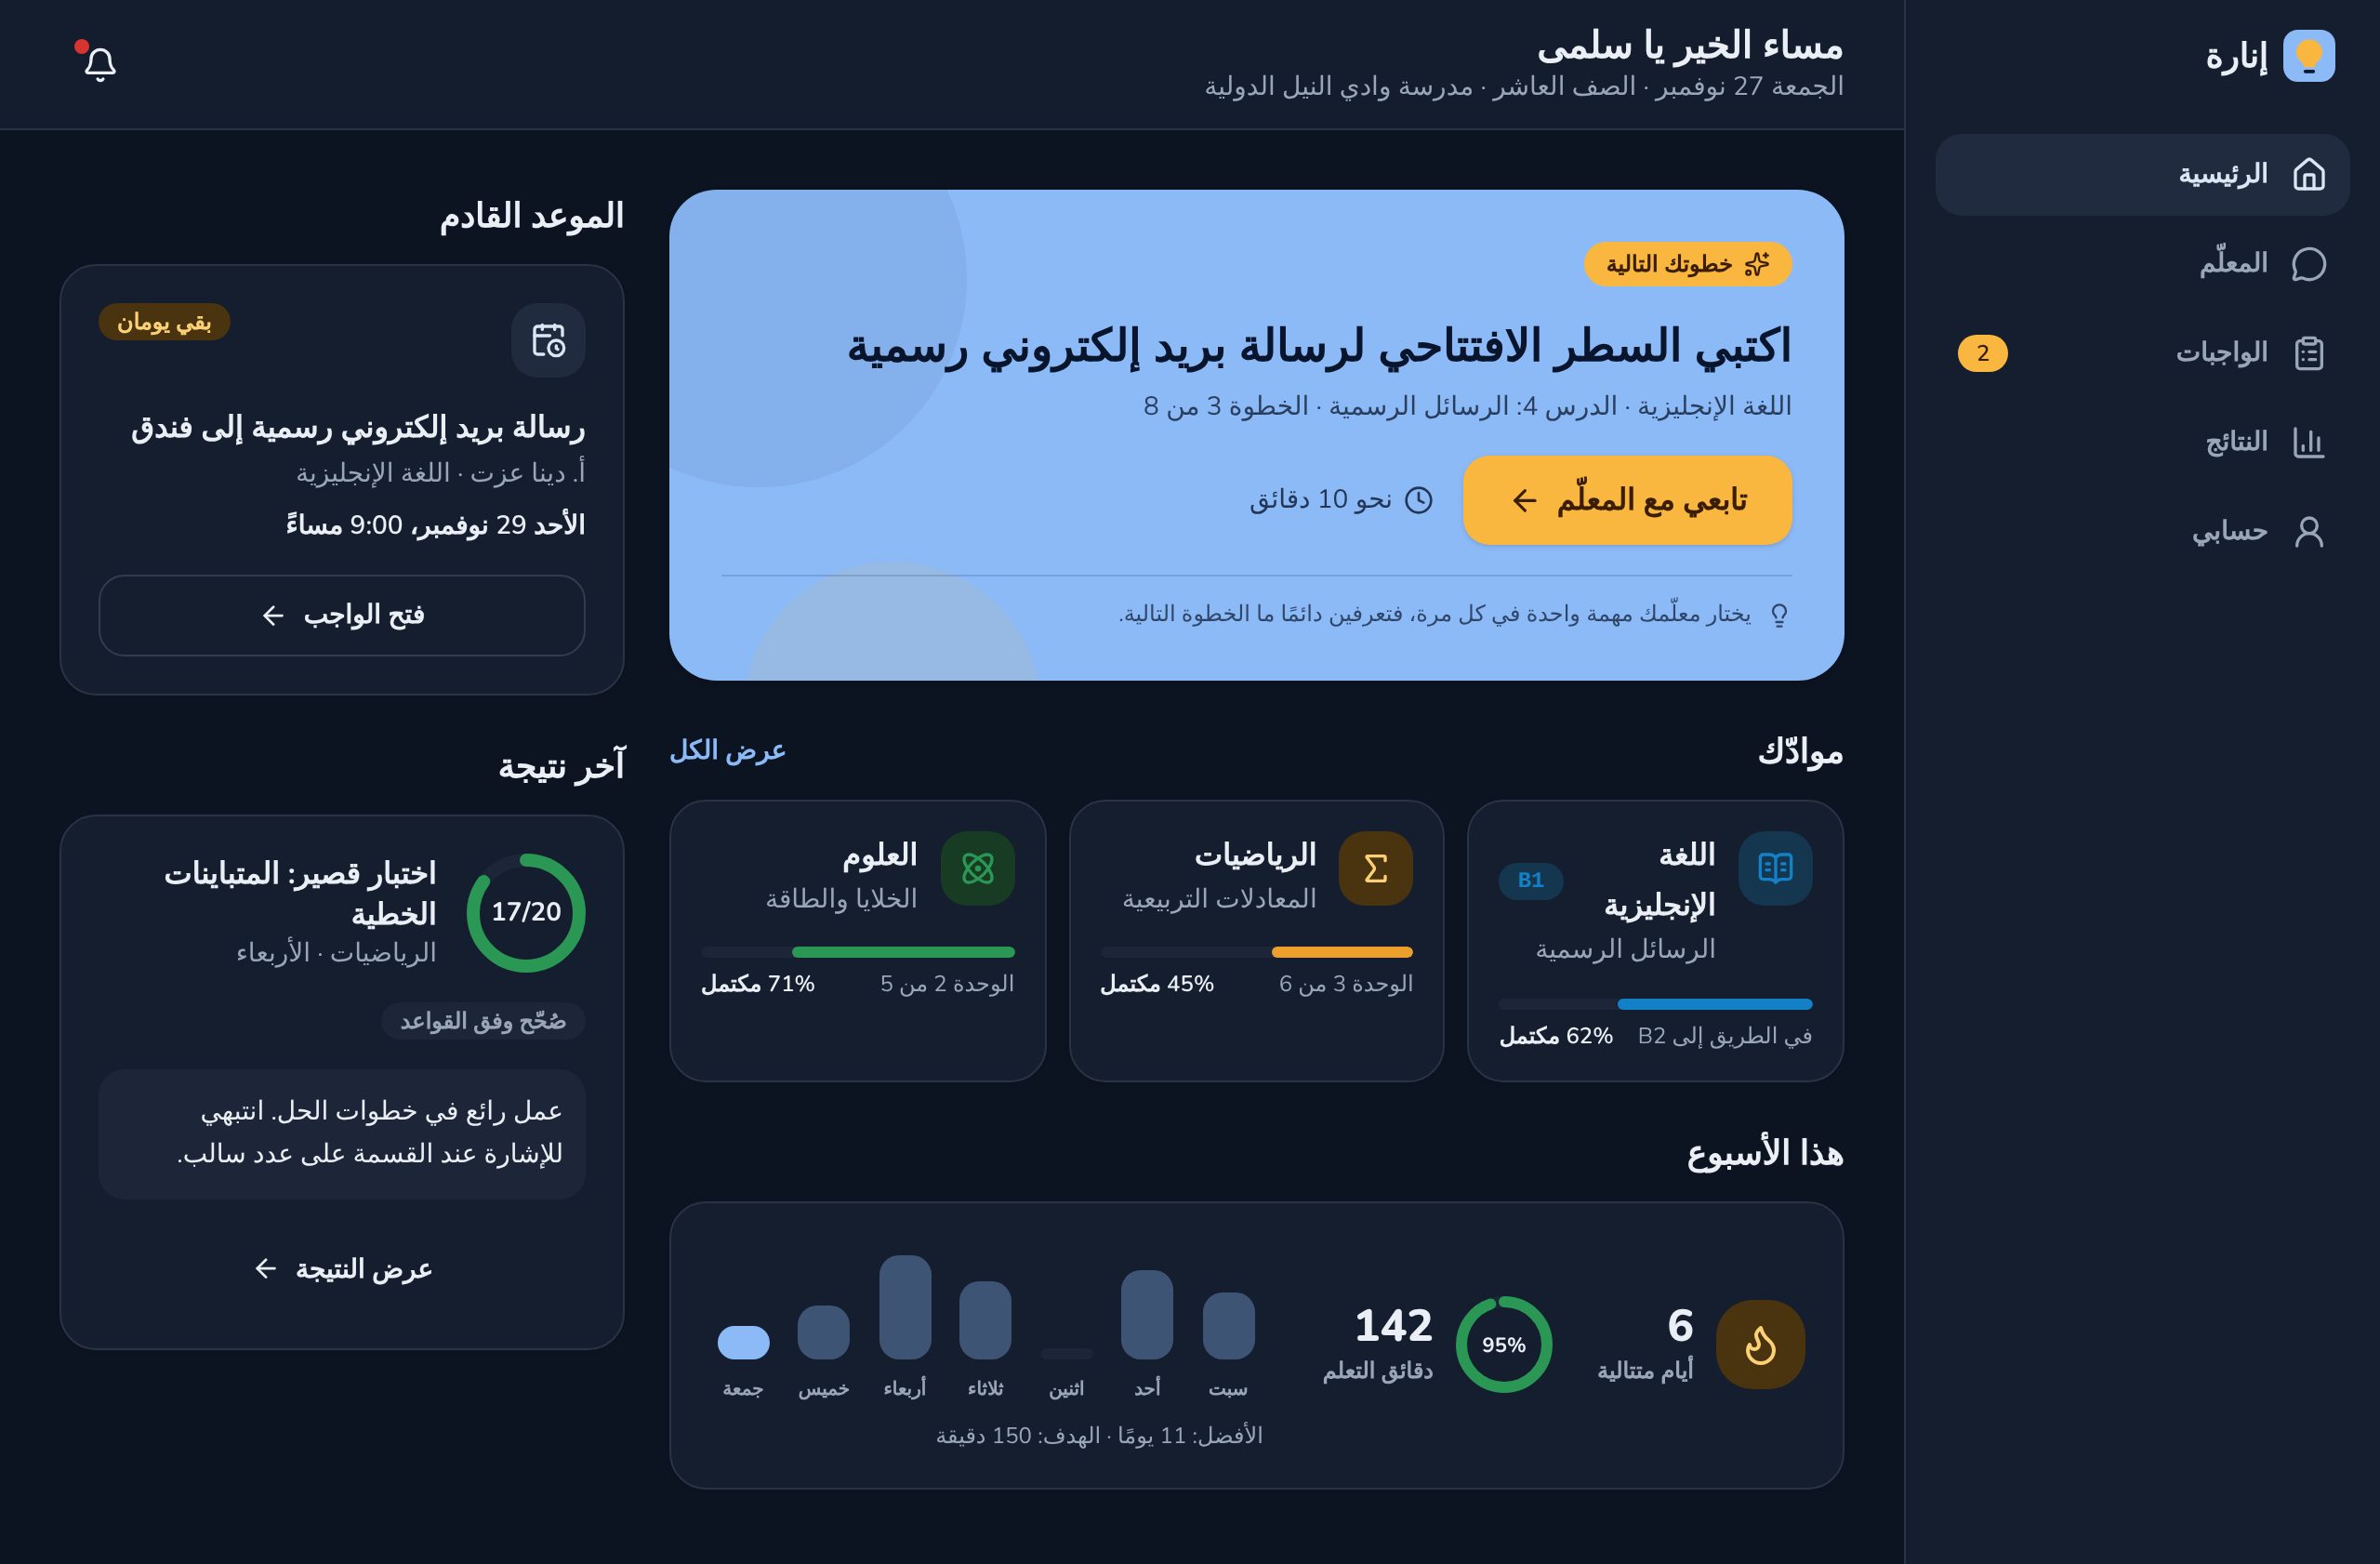 إنارة
الرئيسية
المعلّم
الواجبات
2
النتائج
حسابي
مساء الخير يا سلمى
الجمعة 27 نوفمبر · الصف العاشر · مدرسة وادي النيل الدولية
خطوتك التالية
اكتبي السطر الافتتاحي لرسالة بريد إلكتروني رسمية
اللغة الإنجليزية · الدرس 4: الرسائل الرسمية · الخطوة 3 من 8
تابعي مع المعلّم
نحو 10 دقائق
يختار معلّمك مهمة واحدة في كل مرة، فتعرفين دائمًا ما الخطوة التالية.
موادّك
عرض الكل
اللغة
الإنجليزية
B1
الرسائل الرسمية
في الطريق إلى B2
62% مكتمل
الرياضيات
المعادلات التربيعية
الوحدة 3 من 6
45% مكتمل
العلوم
الخلايا والطاقة
الوحدة 2 من 5
71% مكتمل
هذا الأسبوع
6
أيام متتالية
95%
142
دقائق التعلم
سبت
أحد
اثنين
ثلاثاء
أربعاء
خميس
جمعة
الأفضل: 11 يومًا · الهدف: 150 دقيقة
الموعد القادم
بقي يومان
رسالة بريد إلكتروني رسمية إلى فندق
أ. دينا عزت · اللغة الإنجليزية
الأحد 29 نوفمبر، 9:00 مساءً
فتح الواجب
آخر نتيجة
17/20
اختبار قصير: المتباينات
الخطية
الرياضيات · الأربعاء
صُحّح وفق القواعد
عمل رائع في خطوات الحل. انتبهي
للإشارة عند القسمة على عدد سالب.
عرض النتيجة